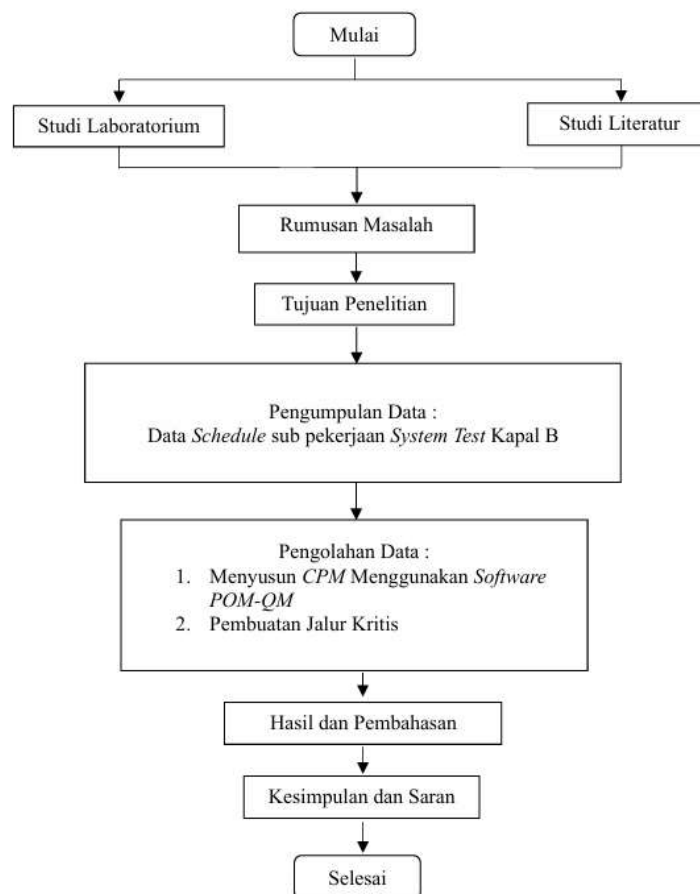 Mulai
Studi Laboratorium
Studi Literatur
Rumusan Masalah
Tujuan Penelitian
Pengumpulan Data :
Data Schedule sub pekerjaan System Test Kapal B
Pengolahan Data :
1. Menyusun CPM Menggunakan Software
POM-QM
2. Pembuatan Jalur Kritis
Hasil dan Pembahasan
Kesimpulan dan Saran
Selesai